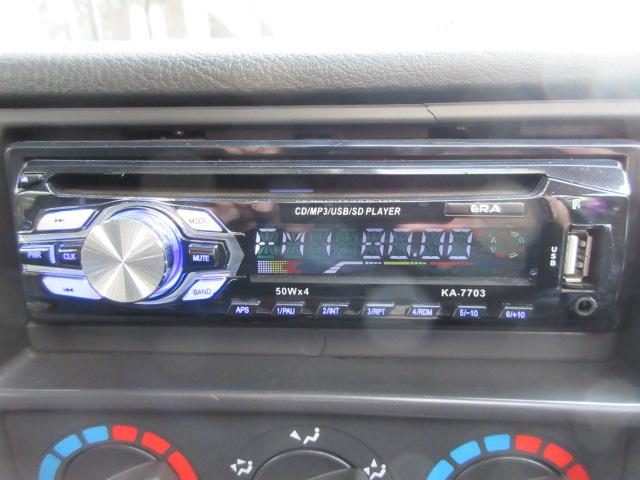 CD/MP3/USB/SD PLAYER
ERA
MODE
PWR
CLK
MUTE
BAND
USB
50Wx4
KA-7703
APS
1/PAU
2/INT
3/RPT
4/RDM
5/-10
6/+10